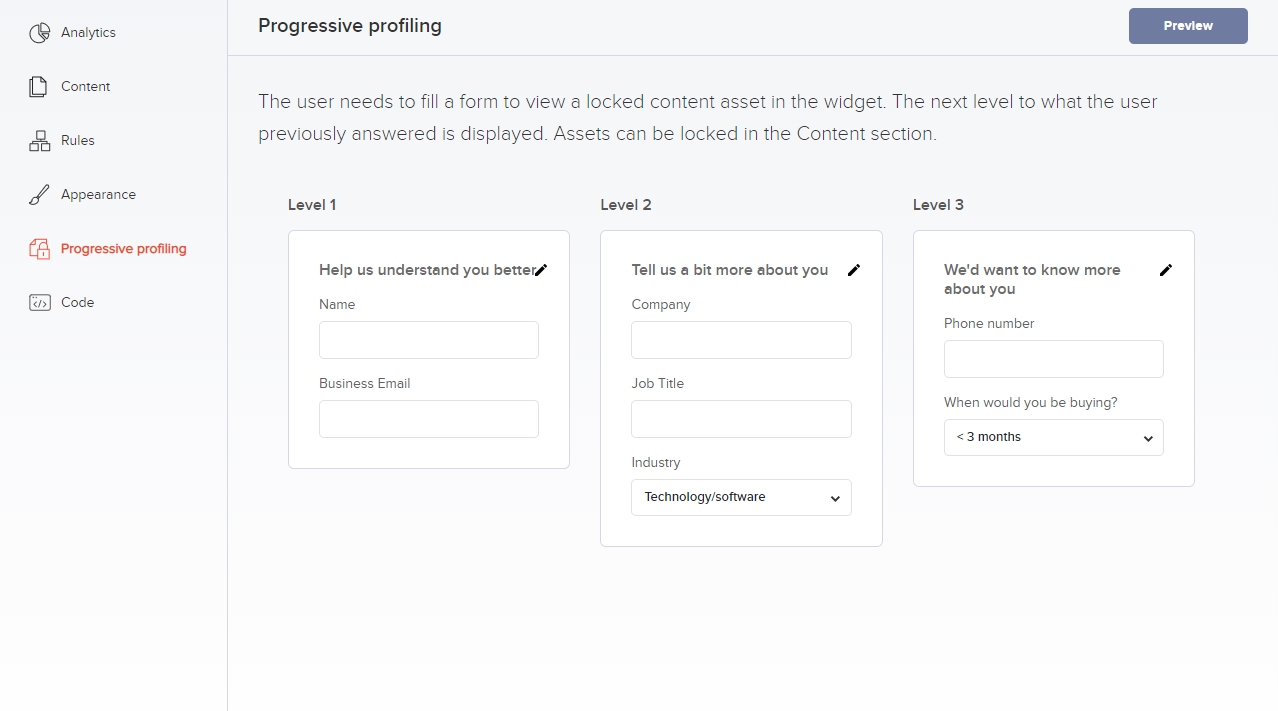 Analytics
Content
Rules
Appearance
Progressive profiling
Code
Progressive profiling
Preview
The user needs to fill a form to view a locked content asset in the widget. The next level to what the user
previously answered is displayed. Assets can be locked in the Content section.
Level 1
Help us understand you better
Name
Business Email
Level 2
Tell us a bit more about you
Company
Job Title
Industry
Technology/software
Level 3
We'd want to know more
about you
Phone number
When would you be buying?
< 3 months